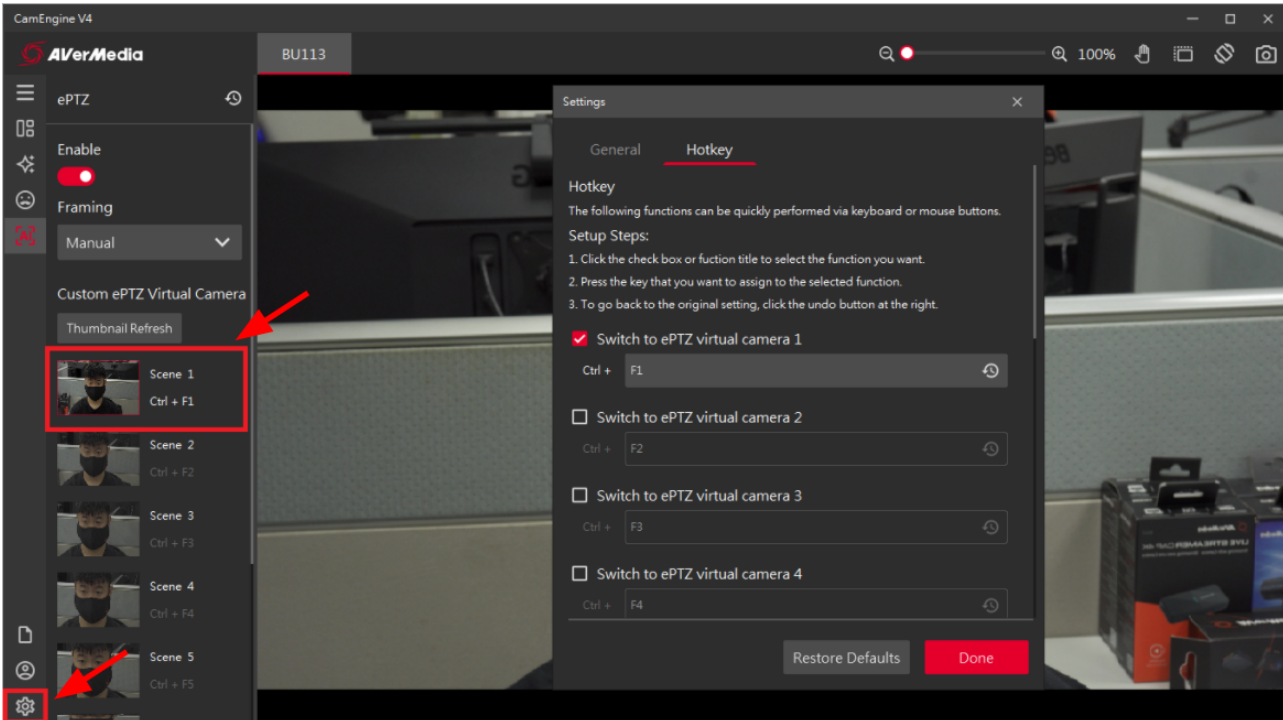 CamEngine V4
AVerMedia
BU113
100%
ePTZ
Enable
Framing
Manual
Custom ePTZ Virtual Camera
Thumbnail Refresh
Scene 1
Ctrl + F1
Scene 2
Ctrl + F2
Scene 3
Ctrl + F3
Scene 4
Ctrl + F4
Scene 5
Ctrl + F5
Settings
General
Hotkey
Hotkey
The following functions can be quickly performed via keyboard or mouse buttons.
Setup Steps:
1. Click the check box or fuction title to select the function you want.
2. Press the key that you want to assign to the selected function.
3. To go back to the original setting, click the undo button at the right.
Switch to ePTZ virtual camera 1
Ctrl + F1
Switch to ePTZ virtual camera 2
Ctrl + F2
Switch to ePTZ virtual camera 3
Ctrl + F3
Switch to ePTZ virtual camera 4
Ctrl + F4
Restore Defaults
Done